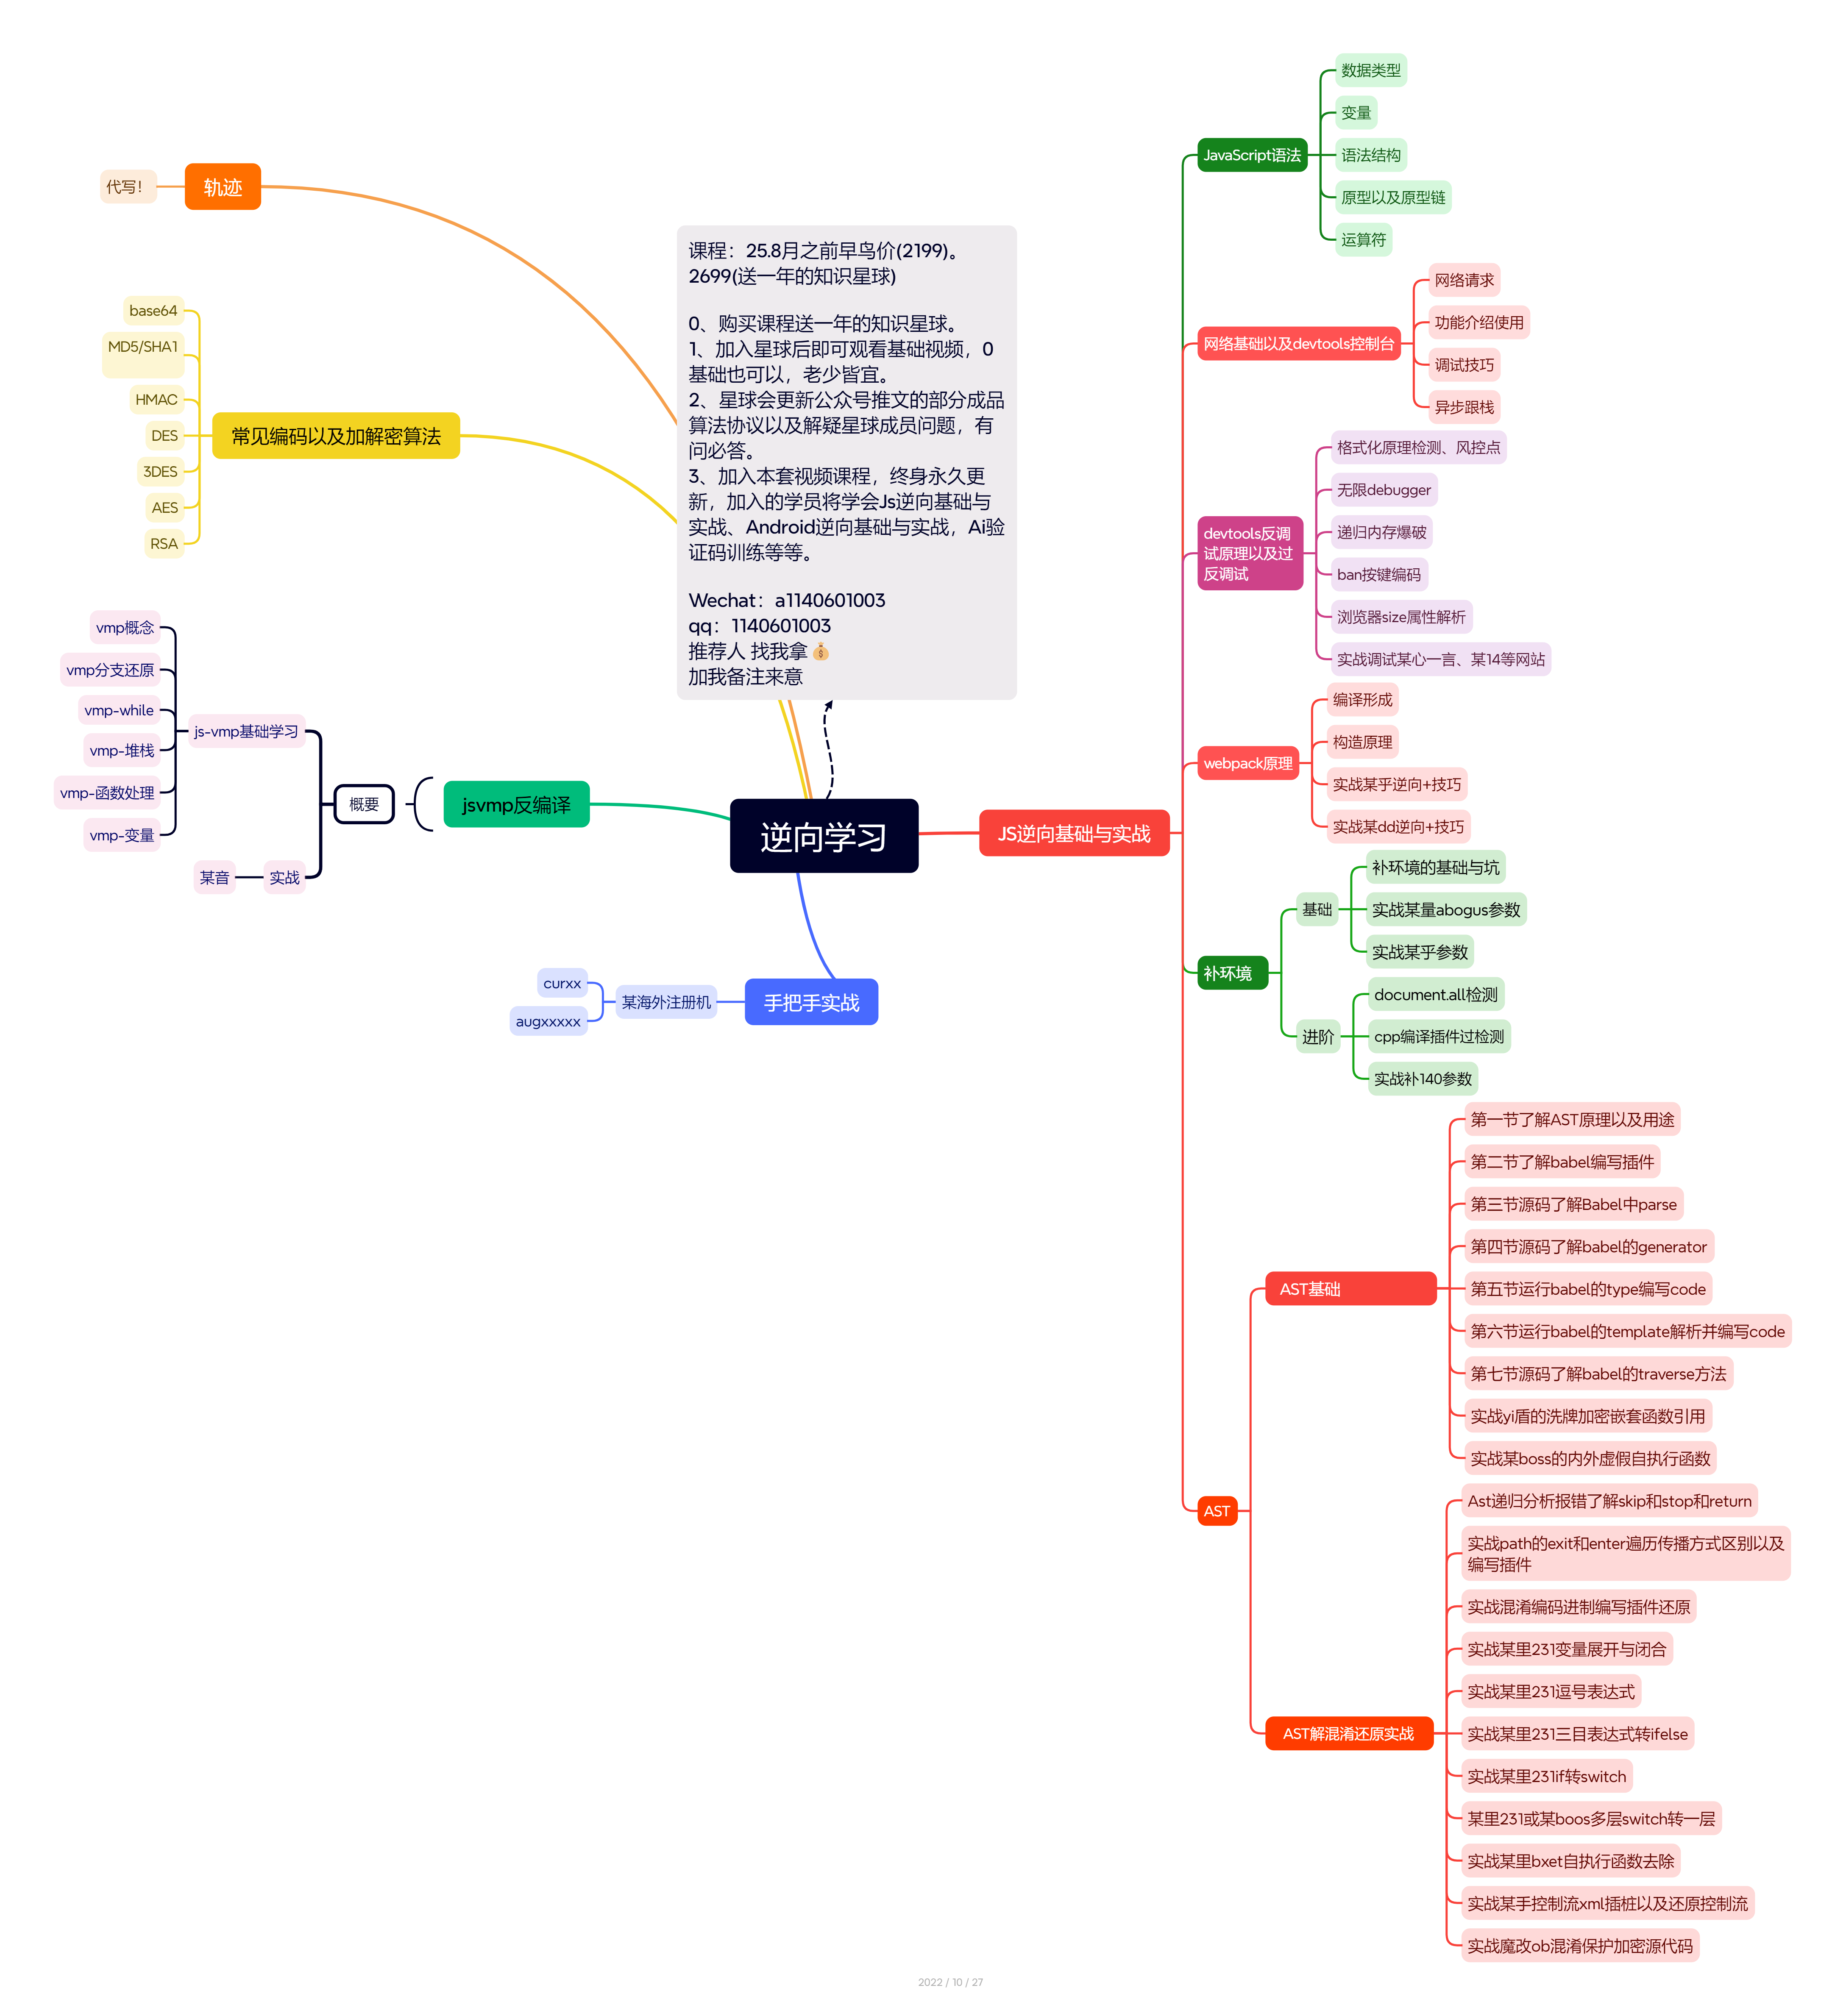 轨迹
代写！
常见编码以及加解密算法
base64
MD5/SHA1
HMAC
DES
3DES
AES
RSA
课程：25.8月之前早鸟价(2199)。
2699(送一年的知识星球)
0、购买课程送一年的知识星球。
1、加入星球后即可观看基础视频，0
基础也可以，老少皆宜。
2、星球会更新公众号推文的部分成品
算法协议以及解疑星球成员问题，有
问必答。
3、加入本套视频课程，终身永久更
新，加入的学员将学会Js逆向基础与
实战、Android逆向基础与实战，Ai验
证码训练等等。
Wechat：a1140601003
qq：1140601003
推荐人 找我拿💰
加我备注来意
逆向学习
jsvmp反编译
概要
js-vmp基础学习
vmp概念
vmp分支还原
vmp-while
vmp-堆栈
vmp-函数处理
vmp-变量
实战
某音
手把手实战
某海外注册机
curxx
augxxxxx
JS逆向基础与实战
JavaScript语法
数据类型
变量
语法结构
原型以及原型链
运算符
网络基础以及devtools控制台
网络请求
功能介绍使用
调试技巧
异步跟栈
devtools反调
试原理以及过
反调试
格式化原理检测、风控点
无限debugger
递归内存爆破
ban按键编码
浏览器size属性解析
实战调试某心一言、某14等网站
webpack原理
编译形成
构造原理
实战某乎逆向+技巧
实战某dd逆向+技巧
补环境
基础
补环境的基础与坑
实战某量abogus参数
实战某乎参数
进阶
document.all检测
cpp编译插件过检测
实战补140参数
AST
AST基础
第一节了解AST原理以及用途
第二节了解babel编写插件
第三节源码了解Babel中parse
第四节源码了解babel的generator
第五节运行babel的type编写code
第六节运行babel的template解析并编写code
第七节源码了解babel的traverse方法
实战yi盾的洗牌加密嵌套函数引用
实战某boss的内外虚假自执行函数
AST解混淆还原实战
Ast递归分析报错了解skip和stop和return
实战path的exit和enter遍历传播方式区别以及
编写插件
实战混淆编码进制编写插件还原
实战某里231变量展开与闭合
实战某里231逗号表达式
实战某里231三目表达式转ifelse
实战某里231if转switch
某里231或某boos多层switch转一层
实战某里bxet自执行函数去除
实战某手控制流xml插桩以及还原控制流
实战魔改ob混淆保护加密源代码
2022 / 10 / 27